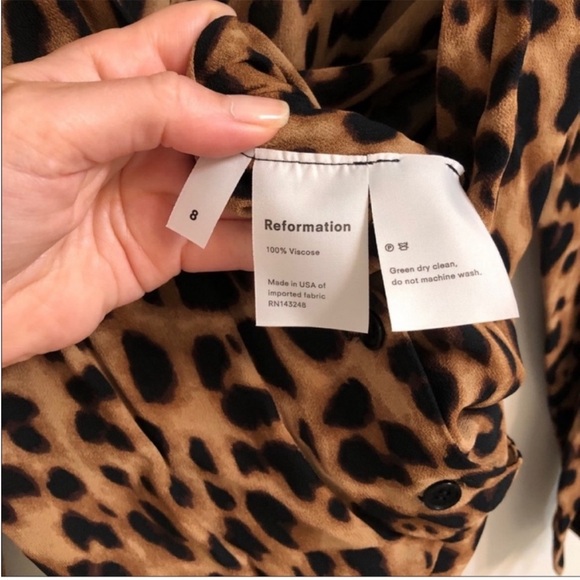 8
Reformation
100% Viscose
Made in USA of
imported fabric
RN143248
Green dry clean,
do not machine wash.